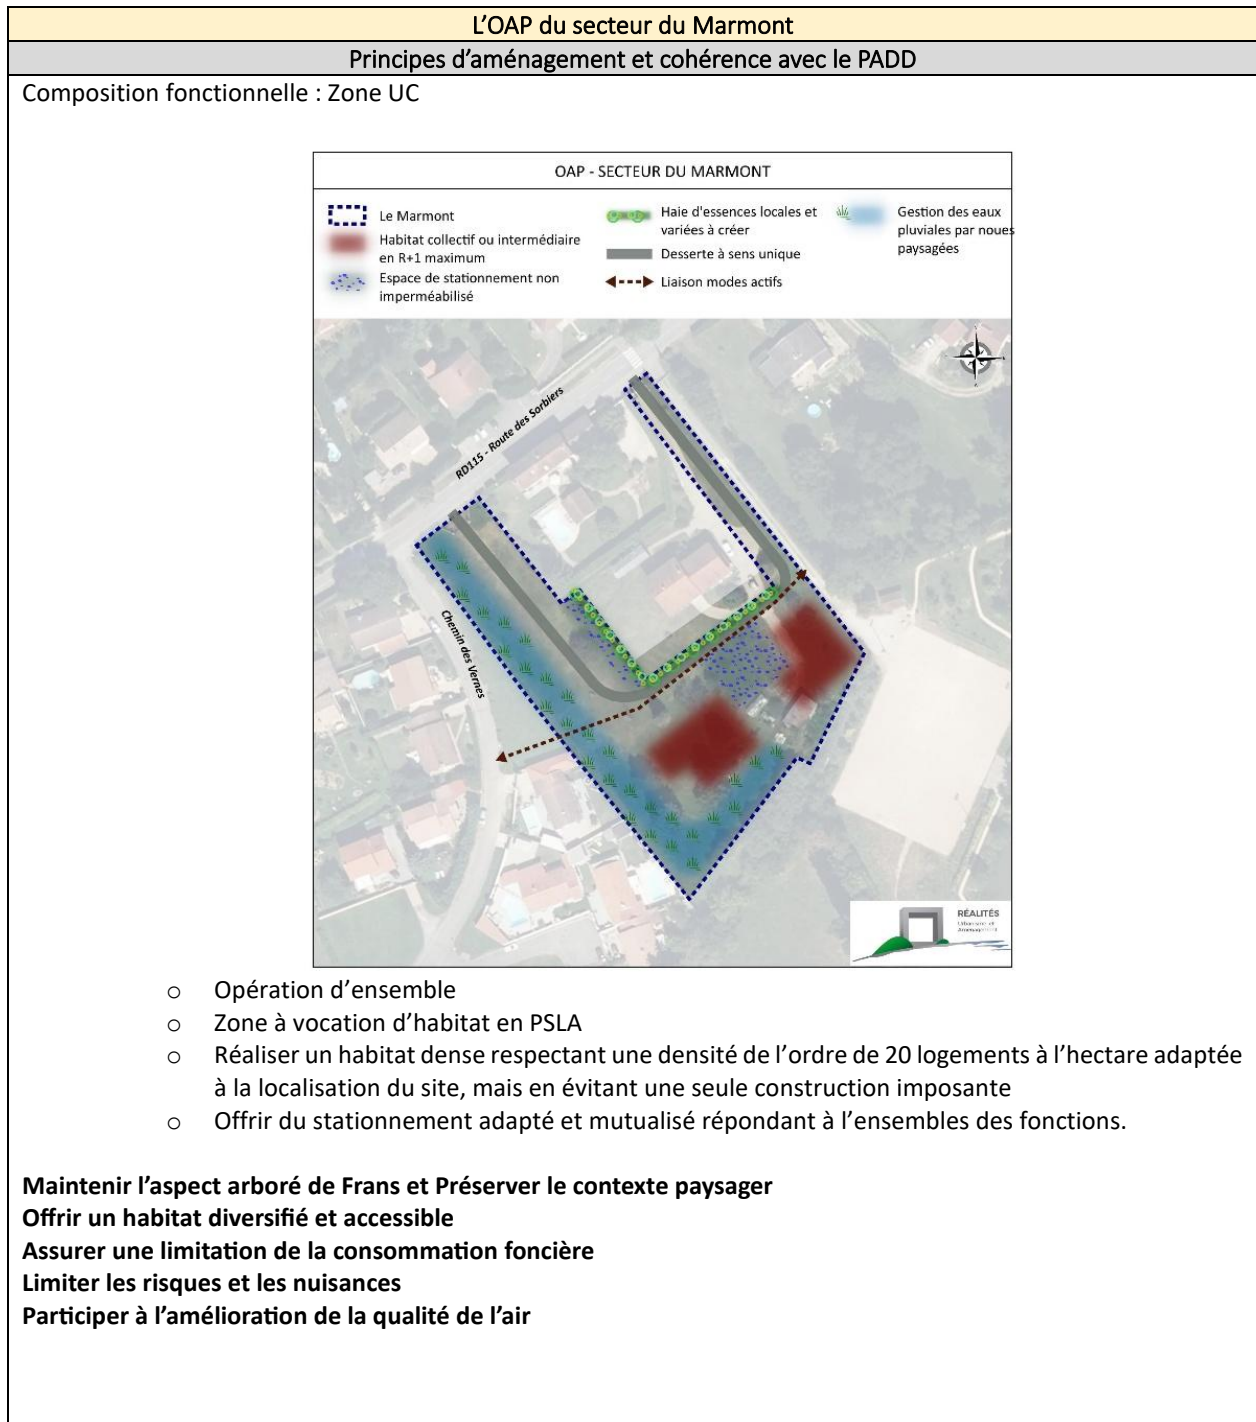 L'OAP du secteur du Marmont
Principes d'aménagement et cohérence avec le PADD
Composition fonctionnelle : Zone UC
OAP - SECTEUR DU MARMONT
Le Marmont
Habitat collectif ou intermédiaire
en R+1 maximum
Espace de stationnement non
imperméabilisé
Haie d'essences locales et
variées à créer
Desserte à sens unique
Liaison modes actifs
Gestion des eaux
pluviales par noues
paysagées
RD115 - Route des Sorbiers
Chemin des Vernes
RÉALITÉS
Urbanisme et
Aménagement
o Opération d'ensemble
o Zone à vocation d'habitat en PSLA
o Réaliser un habitat dense respectant une densité de l'ordre de 20 logements à l'hectare adaptée
à la localisation du site, mais en évitant une seule construction imposante
o Offrir du stationnement adapté et mutualisé répondant à l'ensembles des fonctions.
Maintenir l'aspect arboré de Frans et Préserver le contexte paysager
Offrir un habitat diversifié et accessible
Assurer une limitation de la consommation foncière
Limiter les risques et les nuisances
Participer à l'amélioration de la qualité de l'air